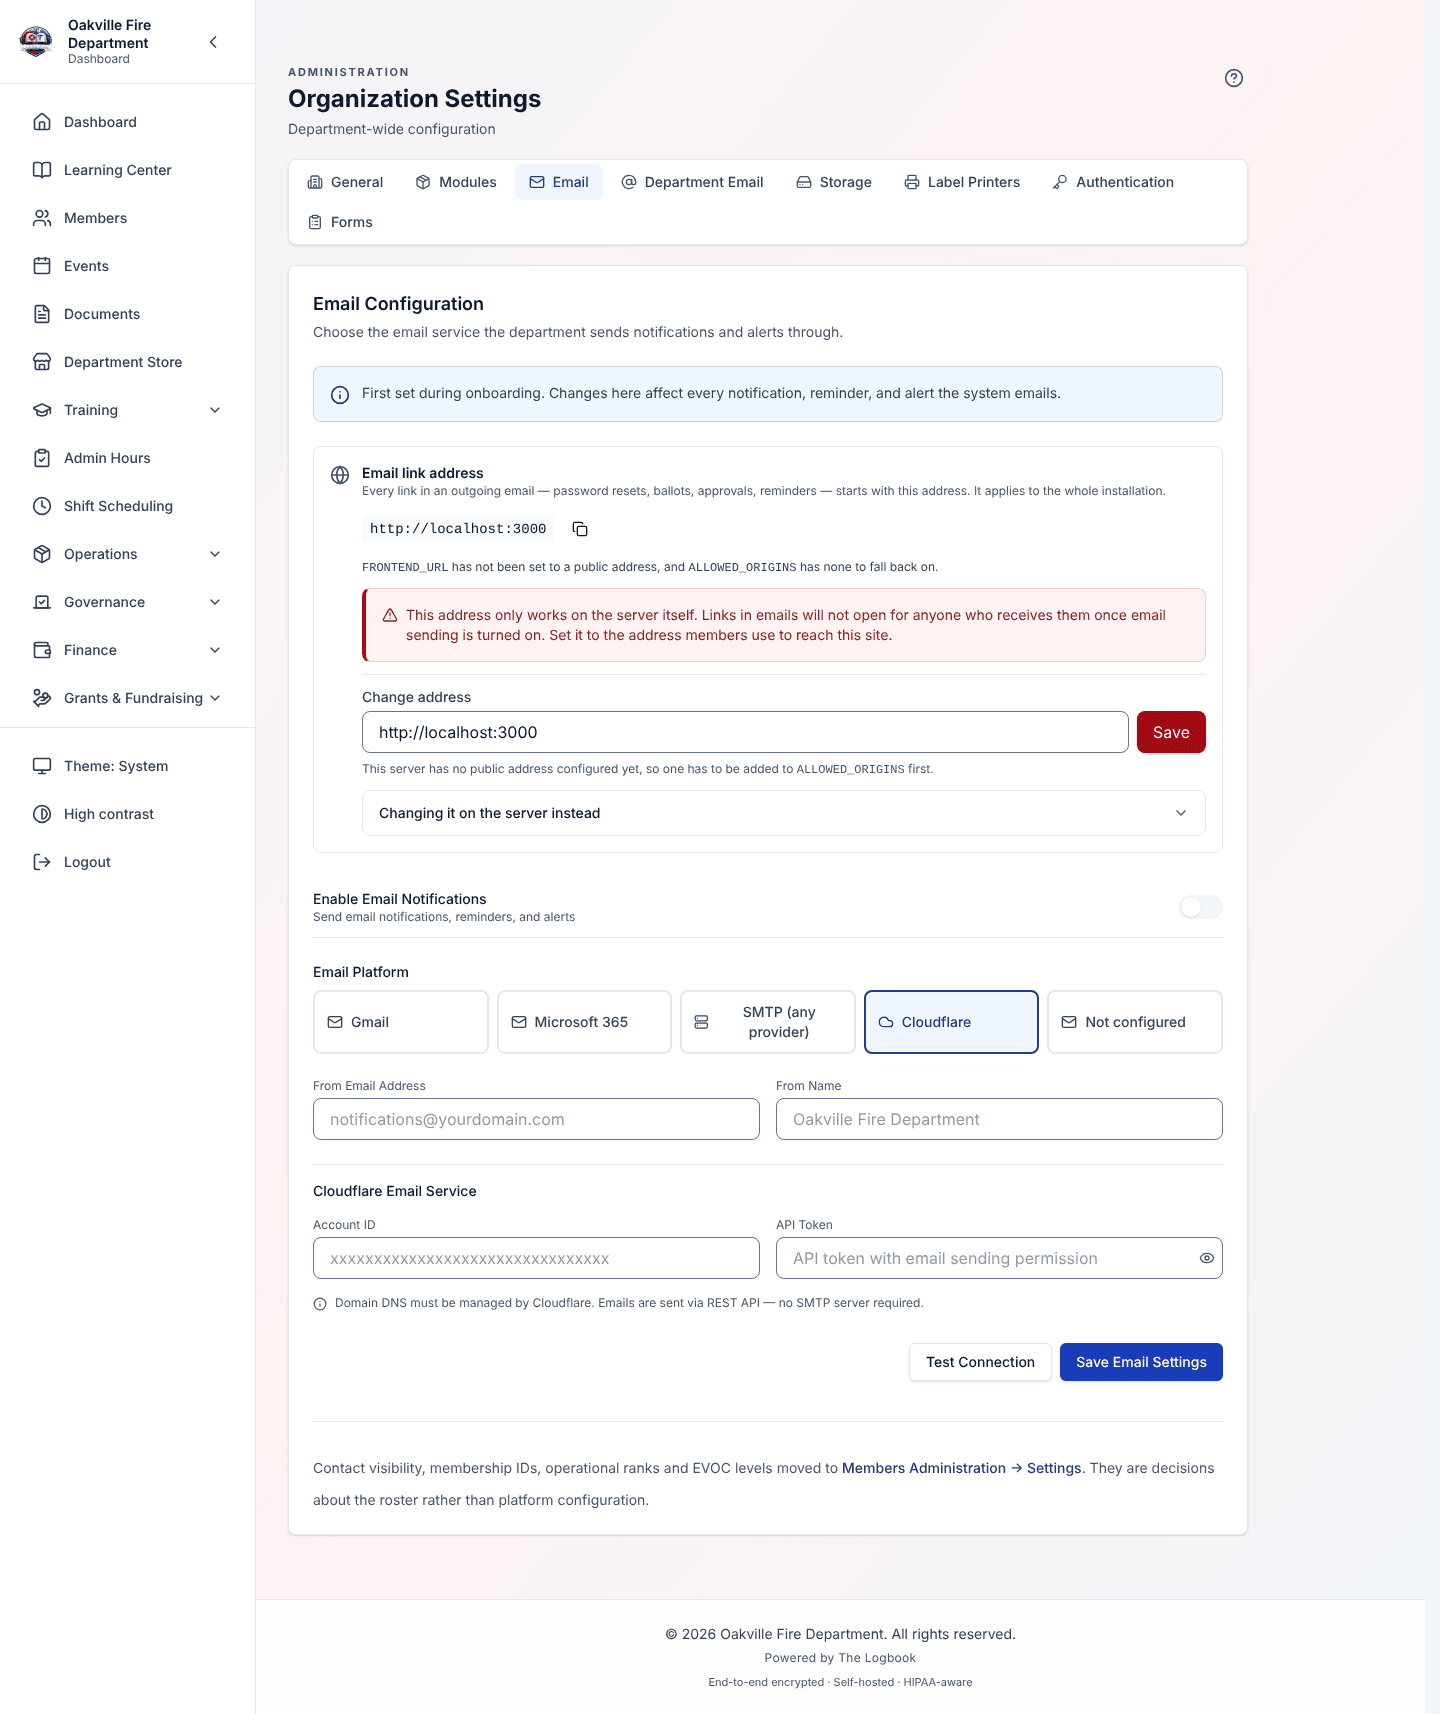 Oakville Fire
Department
Dashboard
Dashboard
Learning Center
Members
Events
Documents
Department Store
Training
Admin Hours
Shift Scheduling
Operations
Governance
Finance
Grants & Fundraising
Theme: System
High contrast
Logout
ADMINISTRATION
Organization Settings
Department-wide configuration
General
Modules
Email
Department Email
Storage
Label Printers
Authentication
Forms
Email Configuration
Choose the email service the department sends notifications and alerts through.
First set during onboarding. Changes here affect every notification, reminder, and alert the system emails.
Email link address
Every link in an outgoing email — password resets, ballots, approvals, reminders — starts with this address. It applies to the whole installation.
http://localhost:3000
FRONTEND_URL has not been set to a public address, and ALLOWED_ORIGINS has none to fall back on.
This address only works on the server itself. Links in emails will not open for anyone who receives them once email
sending is turned on. Set it to the address members use to reach this site.
Change address
http://localhost:3000
Save
This server has no public address configured yet, so one has to be added to ALLOWED_ORIGINS first.
Changing it on the server instead
Enable Email Notifications
Send email notifications, reminders, and alerts
Email Platform
Gmail
Microsoft 365
SMTP (any
provider)
Cloudflare
Not configured
From Email Address
From Name
notifications@yourdomain.com
Oakville Fire Department
Cloudflare Email Service
Account ID
API Token
xxxxxxxxxxxxxxxxxxxxxxxxxxxxxxxx
API token with email sending permission
Domain DNS must be managed by Cloudflare. Emails are sent via REST API — no SMTP server required.
Test Connection
Save Email Settings
Contact visibility, membership IDs, operational ranks and EVOC levels moved to Members Administration → Settings. They are decisions
about the roster rather than platform configuration.
© 2026 Oakville Fire Department. All rights reserved.
Powered by The Logbook
End-to-end encrypted · Self-hosted · HIPAA-aware